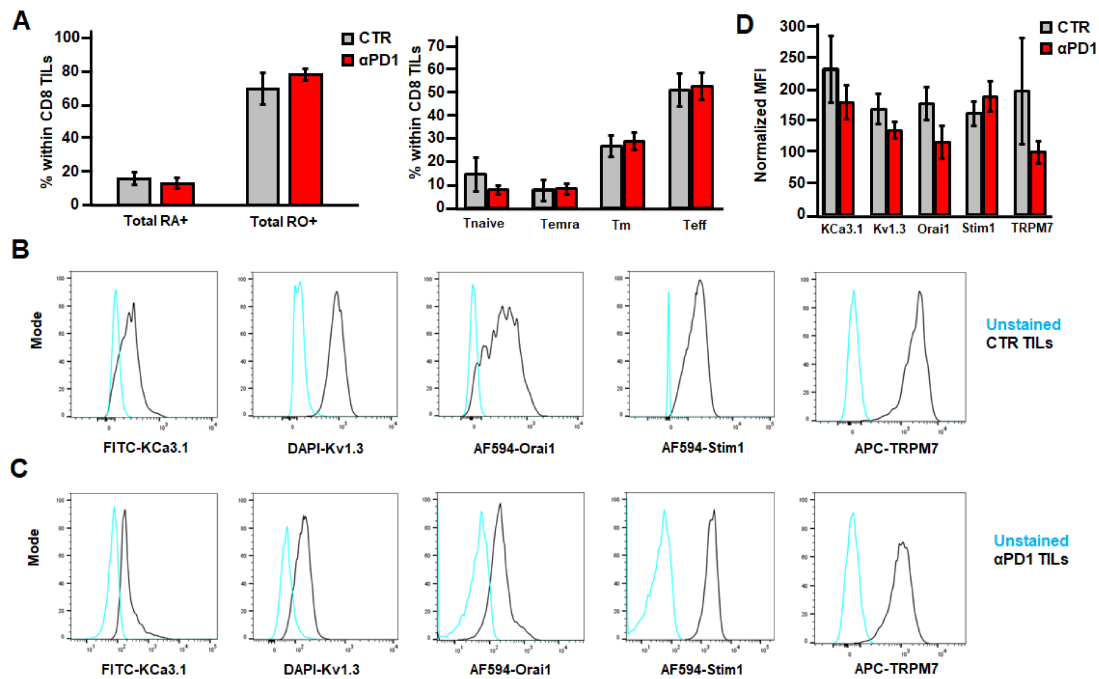 A
% within CD8 TILs
100
80
60
40
20
0
Total RA+ Total RO+
CTR
αPD1
% within CD8 TILs
70
60
50
40
30
20
10
0
Tnaive Temra Tm Teff
D
CTR
αPD1
Normalized MFI
300
250
200
150
100
50
0
KCa3.1 Kv1.3 Orai1 Stim1 TRPM7
B
Mode
FITC-KCa3.1
DAPI-Kv1.3
AF594-Orai1
AF594-Stim1
APC-TRPM7
Unstained
CTR TILs
C
Mode
FITC-KCa3.1
DAPI-Kv1.3
AF594-Orai1
AF594-Stim1
APC-TRPM7
Unstained
αPD1 TILs